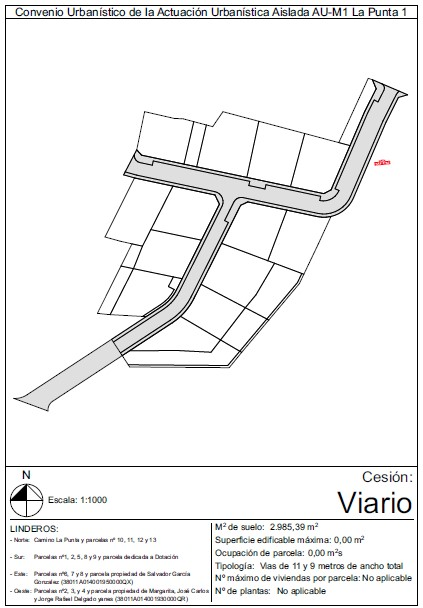 Convenio Urbanístico de la Actuación Urbanística Aislada AU-M1 La Punta 1
N
Escala: 1:1000
Cesión:
Viario
LINDEROS:
- Norte: Camino La Punta y parcelas nº 10, 11, 12 y 13
- Sur: Parcelas nº1, 2, 5, 8 y 9 y parcela dedicada a Dotación
- Este: Parcelas nº6, 7 y 8 y parcela propiedad de Salvador García
Gonzalez (38011A014001950000QX)
- Oeste: Parcelas nº2, 3, y 4 y parcela propiedad de Margarita, José Carlos
y Jorge Rafael Delgado yanes (38011A014001930000QR)
M² de suelo: 2.985,39 m²
Superficie edificable máxima: 0,00 m²
Ocupación de parcela: 0,00 m²s
Tipología: Vias de 11 y 9 metros de ancho total
Nº máximo de viviendas por parcela: No aplicable
Nº de plantas: No aplicable